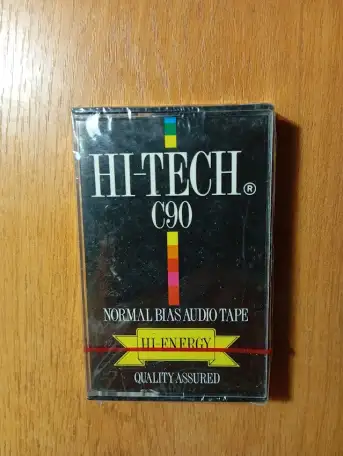 HI-TECH®
C90
NORMAL BIAS AUDIO TAPE
HI-ENERGY
QUALITY ASSURED